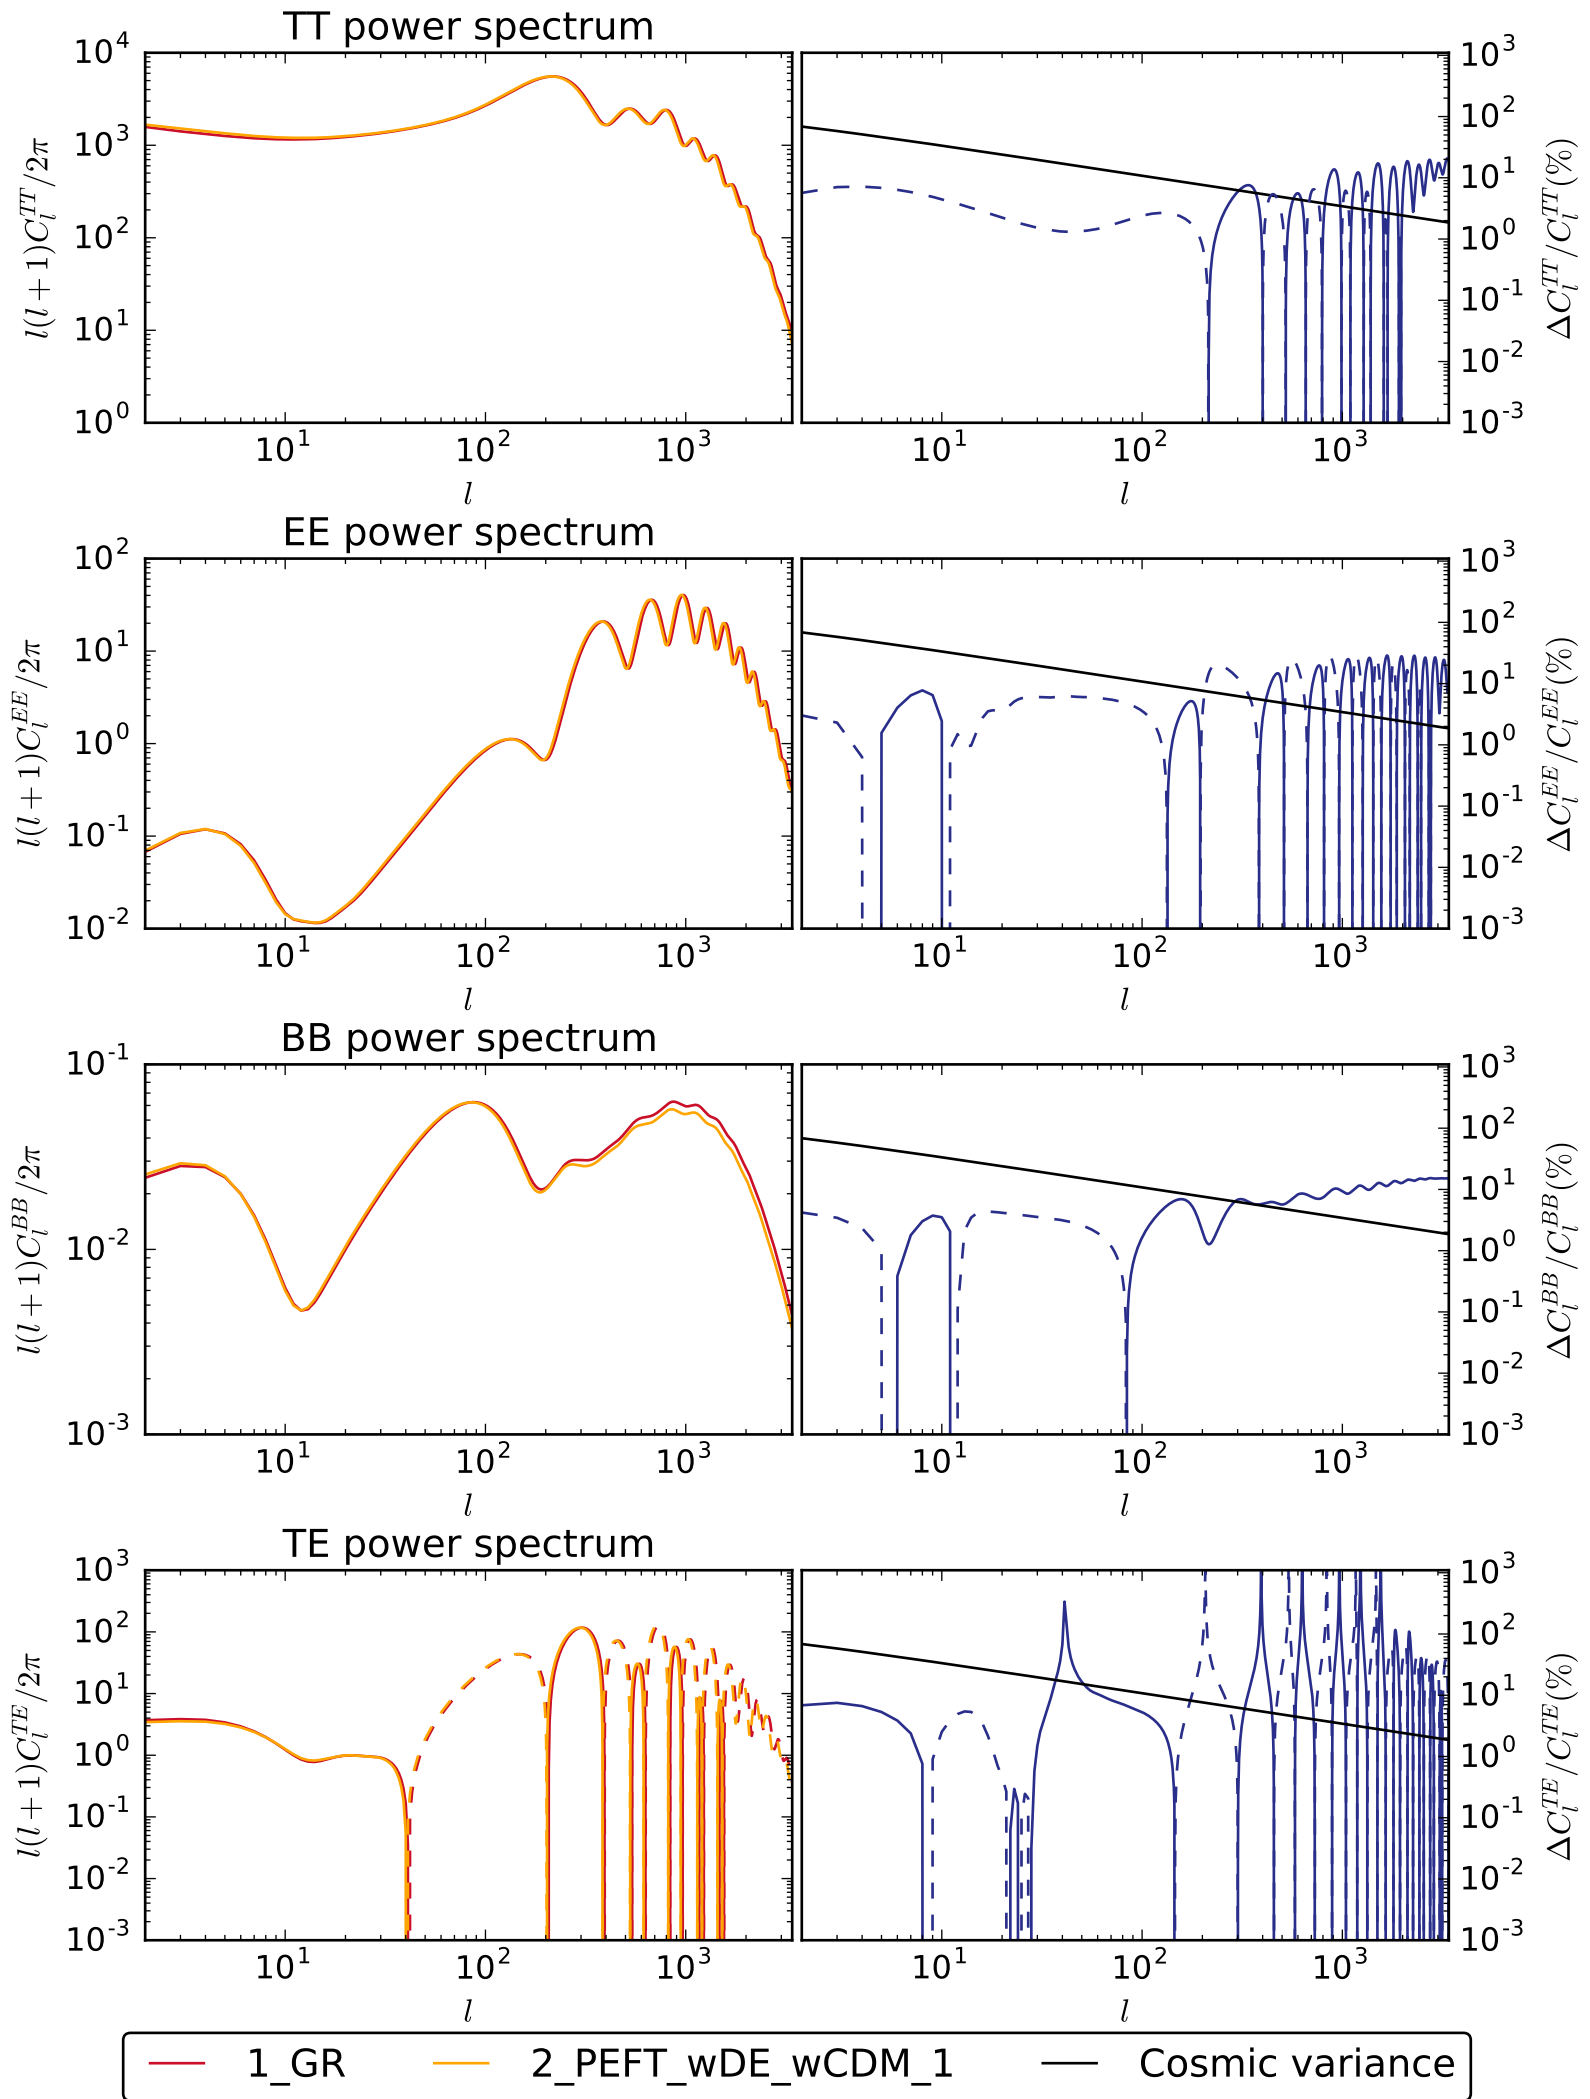 TT power spectrum
10^4
10^3
10^2
10^1
10^0
l(l+1)C_l^{TT}/2π
10^1 10^2 10^3
l
10^3
10^2
10^1
10^0
10^-1
10^-2
10^-3
ΔC_l^{TT}/C_l^{TT}(%)
10^1 10^2 10^3
l
EE power spectrum
10^2
10^1
10^0
10^-1
10^-2
l(l+1)C_l^{EE}/2π
10^1 10^2 10^3
l
10^3
10^2
10^1
10^0
10^-1
10^-2
10^-3
ΔC_l^{EE}/C_l^{EE}(%)
10^1 10^2 10^3
l
BB power spectrum
10^-1
10^-2
10^-3
l(l+1)C_l^{BB}/2π
10^1 10^2 10^3
l
10^3
10^2
10^1
10^0
10^-1
10^-2
10^-3
ΔC_l^{BB}/C_l^{BB}(%)
10^1 10^2 10^3
l
TE power spectrum
10^3
10^2
10^1
10^0
10^-1
10^-2
10^-3
l(l+1)C_l^{TE}/2π
10^1 10^2 10^3
l
10^3
10^2
10^1
10^0
10^-1
10^-2
10^-3
ΔC_l^{TE}/C_l^{TE}(%)
10^1 10^2 10^3
l
1_GR 2_PEFT_wDE_wCDM_1 Cosmic variance